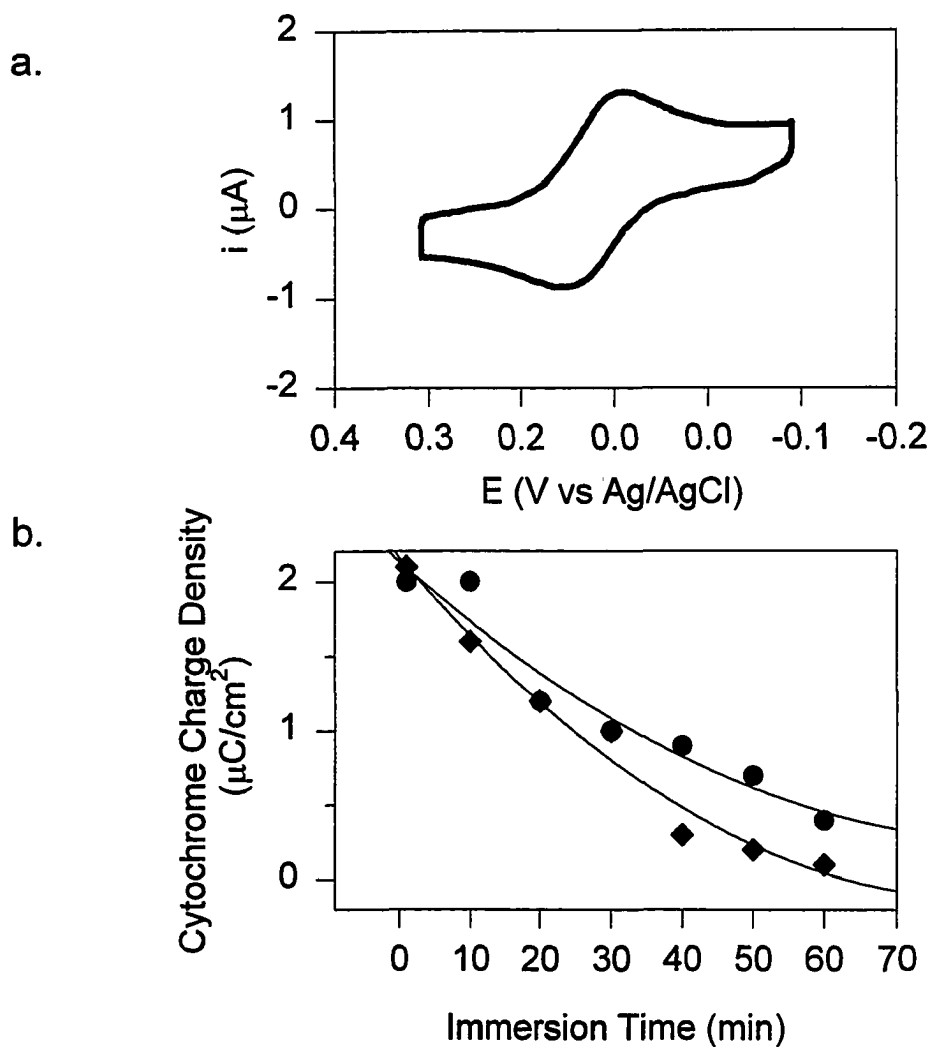 a.
2
1
0
-1
-2
i (μA)
0.4 0.3 0.2 0.0 0.0 -0.1 -0.2
E (V vs Ag/AgCl)
b.
Cytochrome Charge Density
(μC/cm²)
2
1
0
0 10 20 30 40 50 60 70
Immersion Time (min)